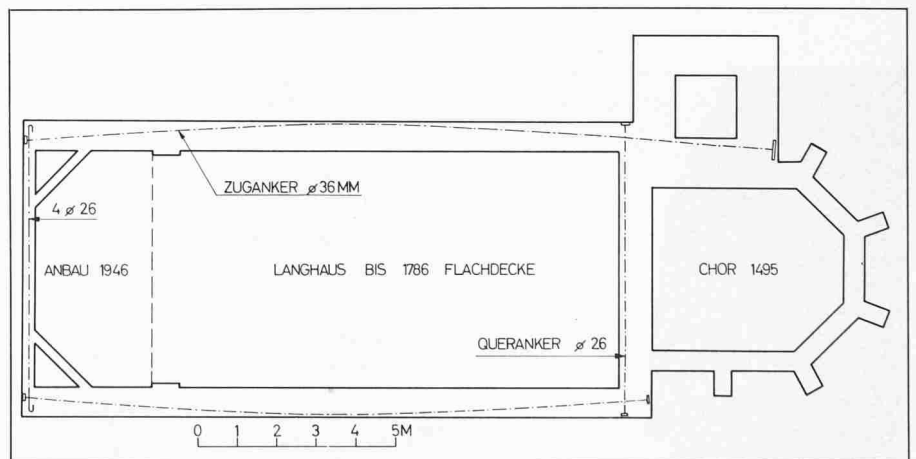 ZUGANKER ⌀ 36 MM
4 ⌀ 26
ANBAU 1946
LANGHAUS BIS 1786 FLACHDECKE
CHOR 1495
QUERANKER ⌀ 26
0 1 2 3 4 5M